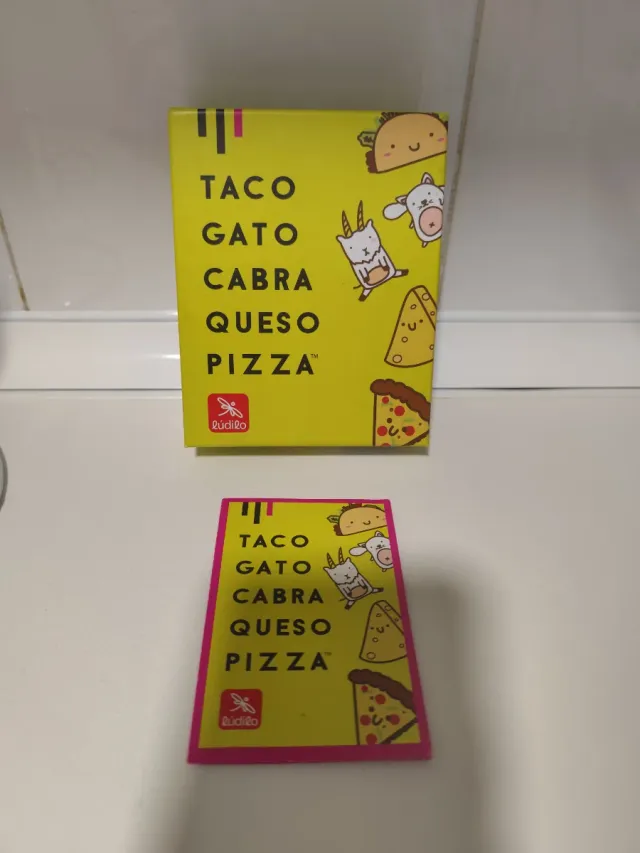 TACO
GATO
CABRA
QUESO
PIZZA™
lúdilo
TACO
GATO
CABRA
QUESO
PIZZA™
lúdilo